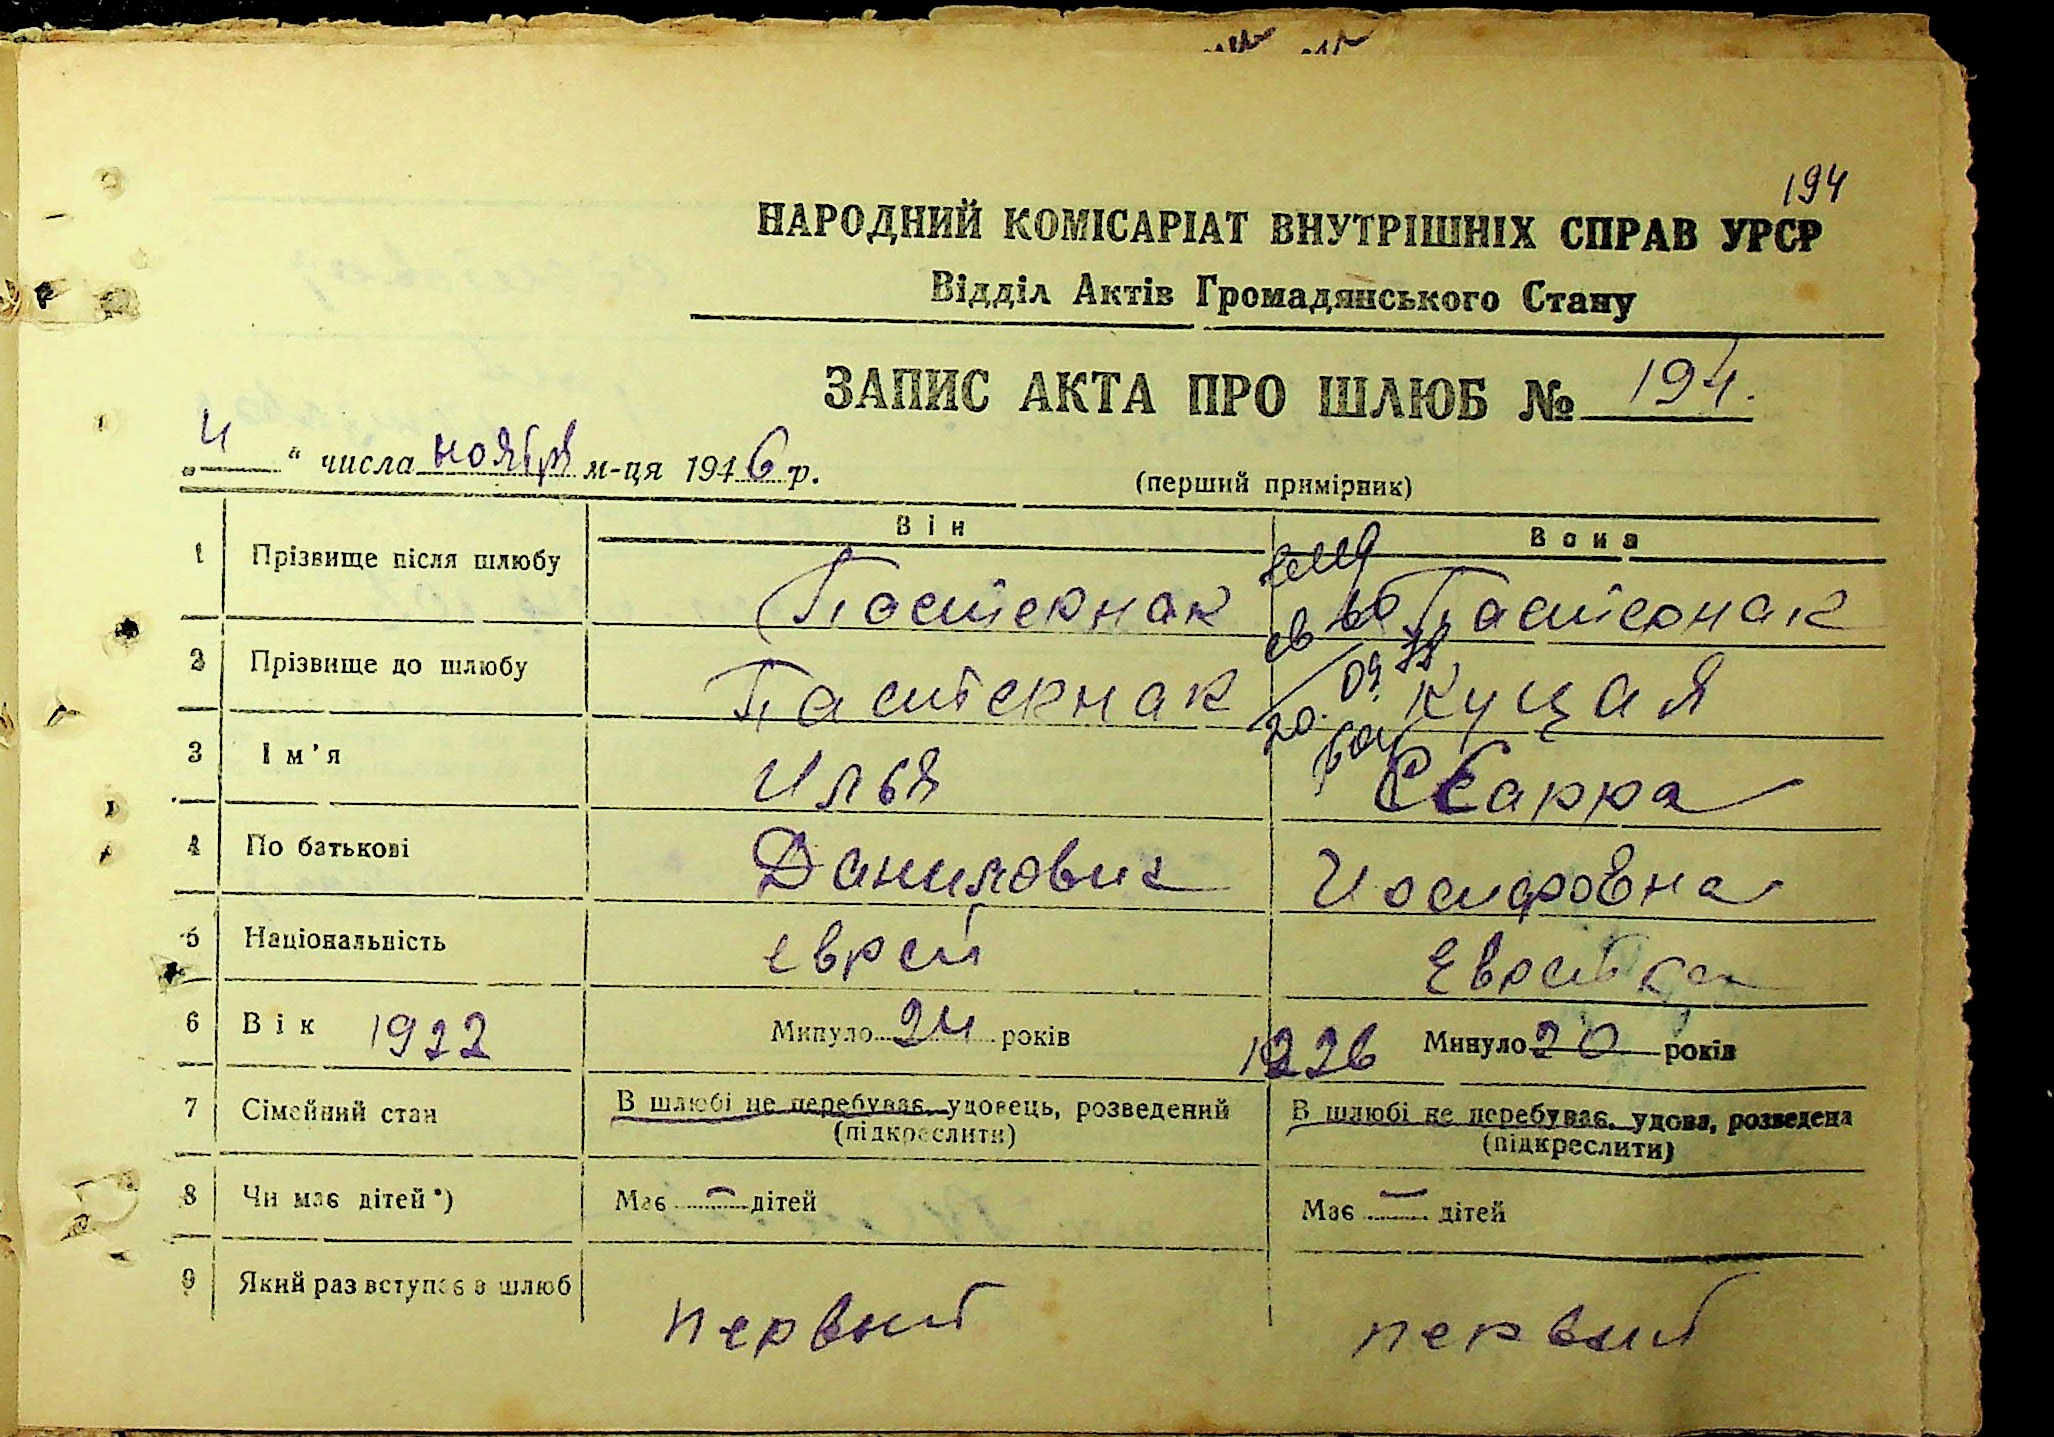 194
НАРОДНИЙ КОМІСАРІАТ ВНУТРІШНІХ СПРАВ УРСР
Відділ Актів Громадянського Стану
ЗАПИС АКТА ПРО ШЛЮБ № 194.
„ 4 “ числа ноября м-ця 1946 р.
(перший примірник)
Він Вона
1 Прізвище після шлюбу Пастернак Пастернак
2 Прізвище до шлюбу Пастернак Куцая
20. 09.
3 Ім'я Илья Сарра
4 По батькові Данилович Иосифовна
5 Національність еврей Еврейка
6 Вік 1922 Минуло 24 років 1926 Минуло 20 років
7 Сімейний стан В шлюбі не перебуває, удовець, розведений В шлюбі не перебуває, удова, розведена
(підкреслити) (підкреслити)
8 Чи має дітей*) Має — дітей Має — дітей
9 Який раз вступає в шлюб первый первый